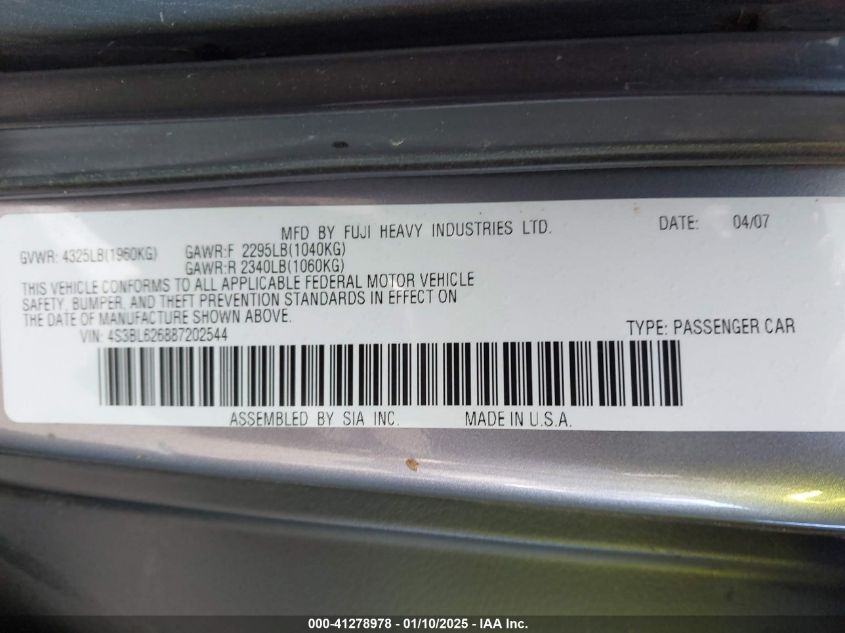 MFD BY FUJI HEAVY INDUSTRIES LTD. DATE: 04/07
GVWR: 4325LB(1960KG) GAWR:F 2295LB(1040KG)
GAWR:R 2340LB(1060KG)
THIS VEHICLE CONFORMS TO ALL APPLICABLE FEDERAL MOTOR VEHICLE
SAFETY, BUMPER, AND THEFT PREVENTION STANDARDS IN EFFECT ON
THE DATE OF MANUFACTURE SHOWN ABOVE.
VIN: 4S3BL626887202544 TYPE: PASSENGER CAR
ASSEMBLED BY SIA INC. MADE IN U.S.A.
000-41278978 - 01/10/2025 - IAA Inc.